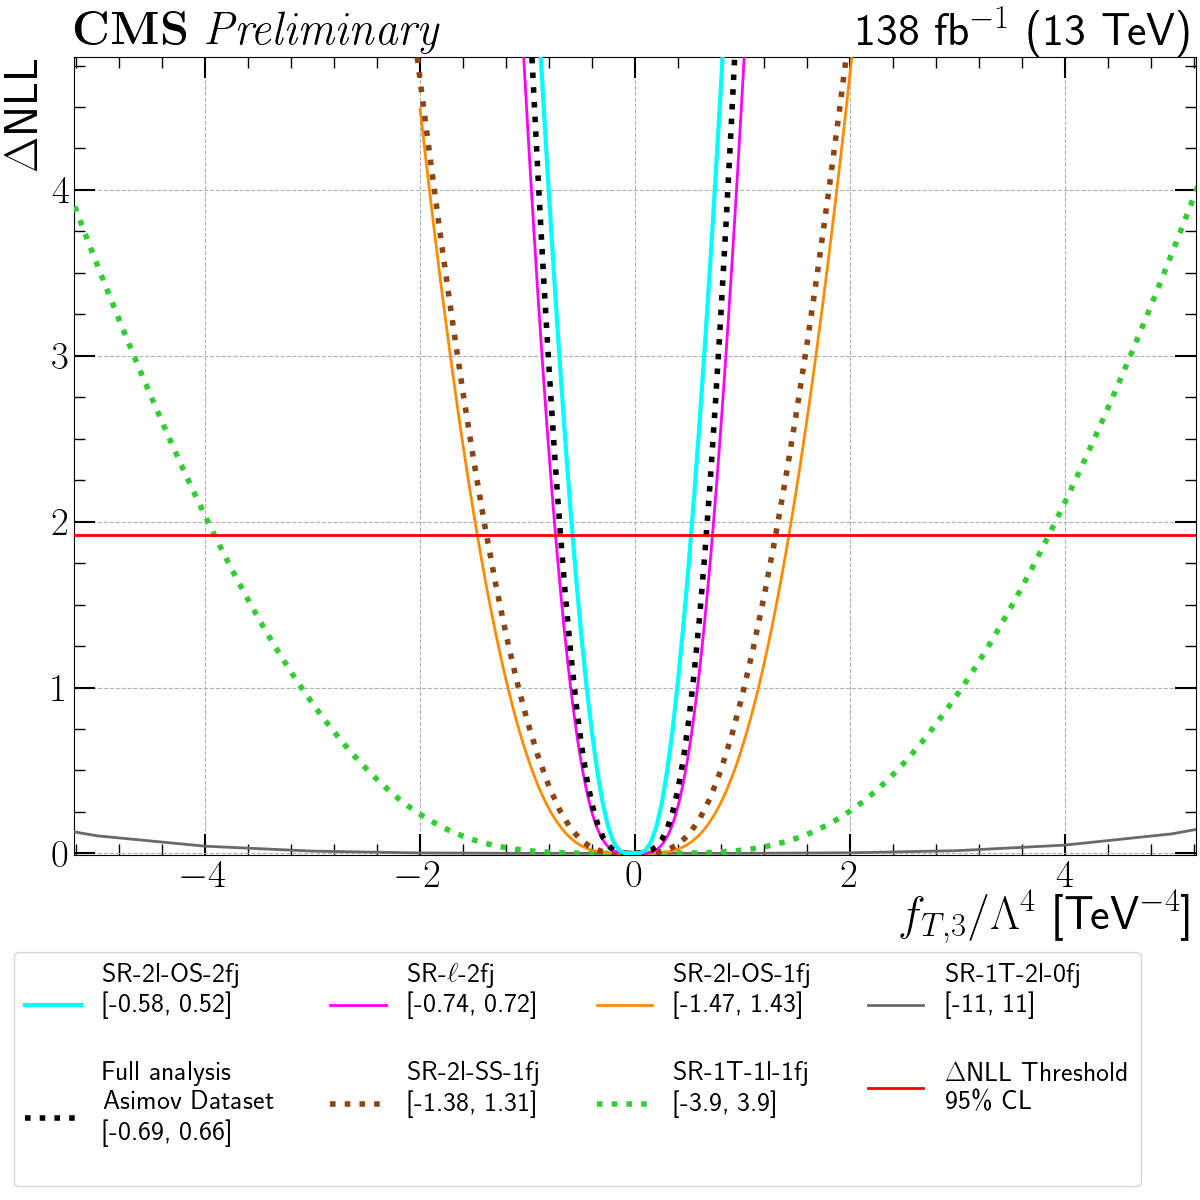 CMS Preliminary
138 fb⁻¹ (13 TeV)
ΔNLL
4
3
2
1
0
−4 −2 0 2 4
f_{T,3}/Λ⁴ [TeV⁻⁴]
SR-2l-OS-2fj
[-0.58, 0.52]
Full analysis
Asimov Dataset
[-0.69, 0.66]
SR-ℓ-2fj
[-0.74, 0.72]
SR-2l-SS-1fj
[-1.38, 1.31]
SR-2l-OS-1fj
[-1.47, 1.43]
SR-1T-1l-1fj
[-3.9, 3.9]
SR-1T-2l-0fj
[-11, 11]
ΔNLL Threshold
95% CL